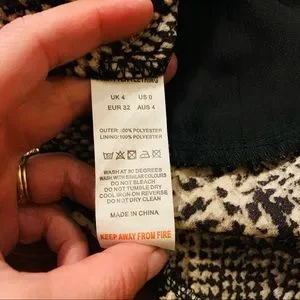 UK 4 US 0
EUR 32 AUS 4
OUTER: 100% POLYESTER
LINING: 100% POLYESTER
WASH AT 30 DEGREES
WASH WITH SIMILAR COLOURS
DO NOT BLEACH
DO NOT TUMBLE DRY
COOL IRON ON REVERSE
DO NOT DRY CLEAN
MADE IN CHINA
KEEP AWAY FROM FIRE